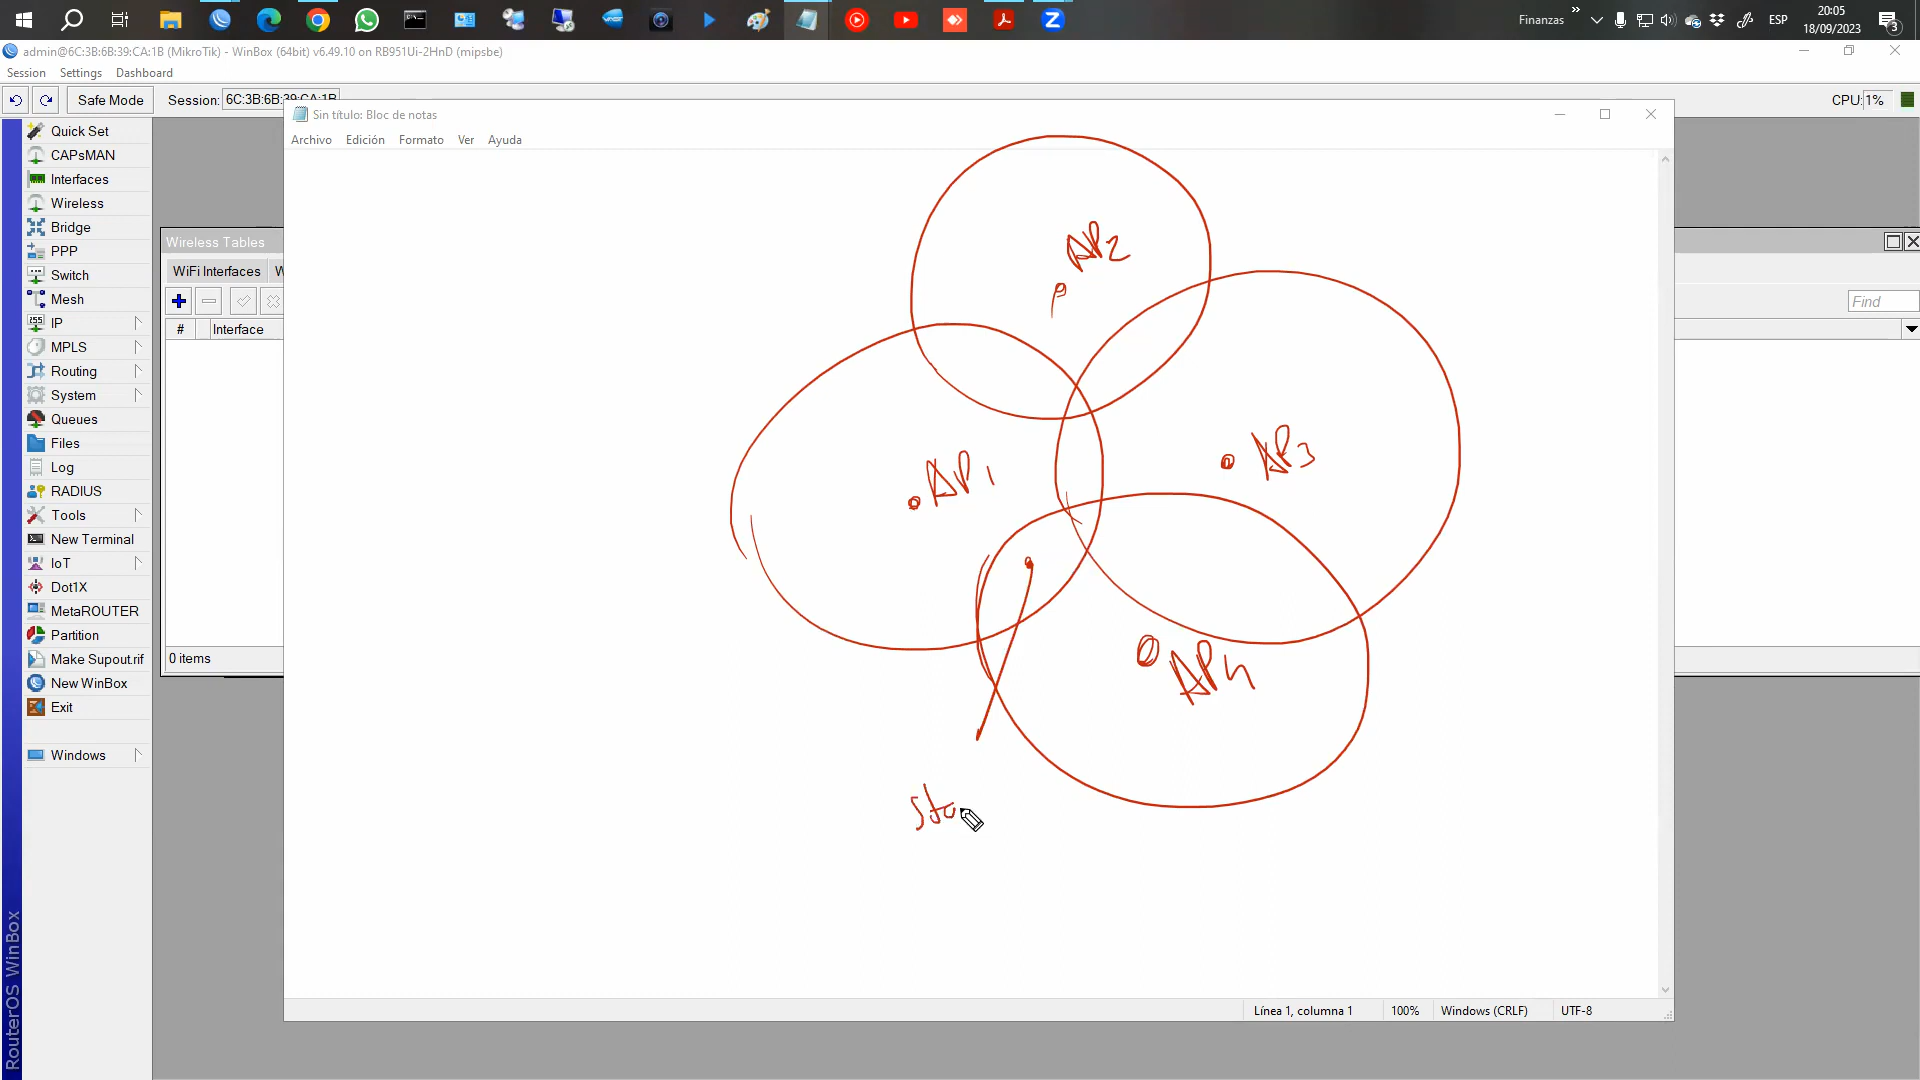 Finanzas
»
ESP
20:05
18/09/2023
3
admin@6C:3B:6B:39:CA:1B (MikroTik) - WinBox (64bit) v6.49.10 on RB951Ui-2HnD (mipsbe)
Session Settings Dashboard
Safe Mode
Session: 6C:3B:6B:39:CA:1B
CPU: 1%
Quick Set
CAPsMAN
Interfaces
Wireless
Bridge
PPP
Switch
Mesh
IP
MPLS
Routing
System
Queues
Files
Log
RADIUS
Tools
New Terminal
IoT
Dot1X
MetaROUTER
Partition
Make Supout.rif
New WinBox
Exit
Windows
RouterOS WinBox
Wireless Tables
WiFi Interfaces W
# Interface
0 items
Find
Sin título: Bloc de notas
Archivo Edición Formato Ver Ayuda
AP2
AP3
AP1
AP4
sta
Línea 1, columna 1 100% Windows (CRLF) UTF-8